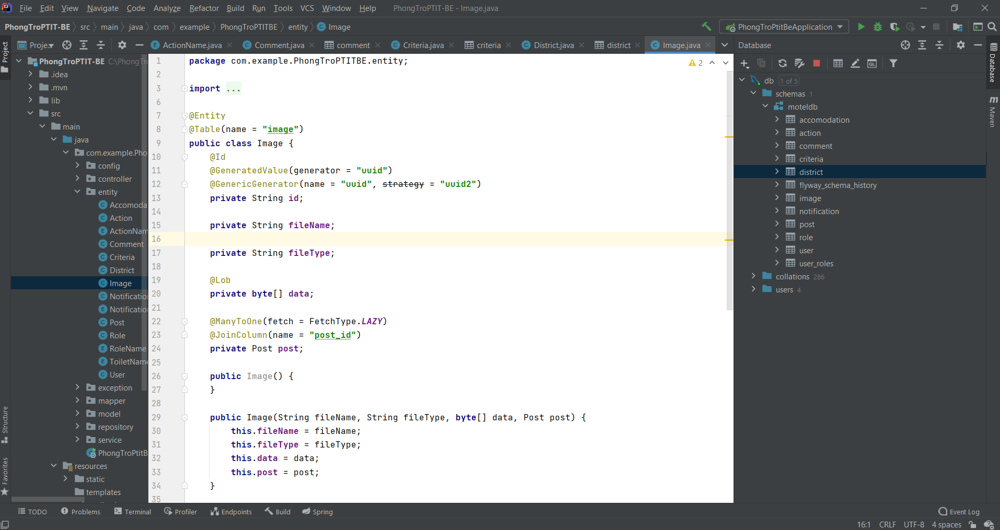 File Edit View Navigate Code Analyze Refactor Build Run Tools VCS Window Help PhongTroPTIT-BE - Image.java
PhongTroPTIT-BE src main java com example PhongTroPTITBE entity Image
PhongTroPtitBeApplication
Project
Structure
Favorites
Proje..
PhongTroPTIT-BE C:\PhongTr
.idea
.mvn
lib
src
main
java
com.example.Pho
config
controller
entity
Accomoda
Action
ActionNam
Comment
Criteria
District
Image
Notificatio
Notificatio
Post
Role
RoleName
ToiletName
User
exception
mapper
model
repository
service
PhongTroPtitB
resources
static
templates
ActionName.java Comment.java comment Criteria.java criteria District.java district Image.java
2
1 package com.example.PhongTroPTITBE.entity;
2
3 import ...
6
7 @Entity
8 @Table(name = "image")
9 public class Image {
10 @Id
11 @GeneratedValue(generator = "uuid")
12 @GenericGenerator(name = "uuid", strategy = "uuid2")
13 private String id;
14
15 private String fileName;
16
17 private String fileType;
18
19 @Lob
20 private byte[] data;
21
22 @ManyToOne(fetch = FetchType.LAZY)
23 @JoinColumn(name = "post_id")
24 private Post post;
25
26 public Image() {
27 }
28
29 public Image(String fileName, String fileType, byte[] data, Post post) {
30 this.fileName = fileName;
31 this.fileType = fileType;
32 this.data = data;
33 this.post = post;
34 }
35
Database
db 1 of 5
schemas 1
moteldb
accomodation
action
comment
criteria
district
flyway_schema_history
image
notification
post
role
user
user_roles
collations 286
users 4
Database
Maven
TODO Problems Terminal Profiler Endpoints Build Spring Event Log
16:1 CRLF UTF-8 4 spaces